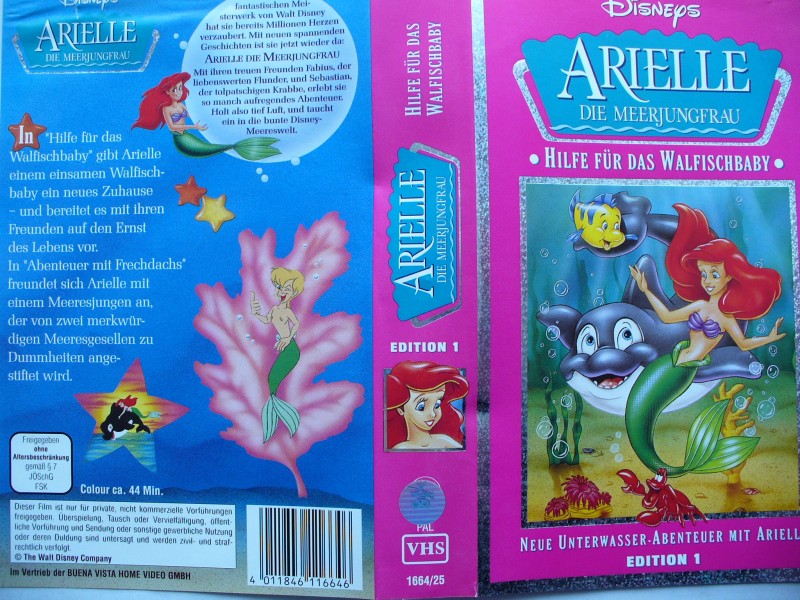 DISNEYS
ARIELLE
DIE MEERJUNGFRAU
fantastischen Mei-
sterwerk von Walt Disney
hat sie bereits Millionen Herzen
verzaubert. Mit neuen spannenden
Geschichten ist sie jetzt wieder da:
ARIELLE DIE MEERJUNGFRAU
Mit ihren treuen Freunden Fabius, der
liebenswerten Flunder, und Sebastian,
der tolpatschigen Krabbe, erlebt sie
so manch aufregendes Abenteuer.
Holt also tief Luft, und taucht
ein in die bunte Disney-
Meereswelt.
In "Hilfe für das
Walfischbaby" gibt Arielle
einem einsamen Walfisch-
baby ein neues Zuhause
– und bereitet es mit ihren
Freunden auf den Ernst
des Lebens vor.
In "Abenteuer mit Frechdachs"
freundet sich Arielle mit
einem Meeresjungen an,
der von zwei merkwür-
digen Meeresgesellen zu
Dummheiten ange-
stiftet wird.
Freigegeben
ohne
Altersbeschränkung
gemäß § 7
JÖSchG
FSK
Colour ca. 44 Min.
Dieser Film ist nur für private, nicht kommerzielle Vorführungen
freigegeben. Überspielung, Tausch oder Vervielfältigung, öffent-
liche Vorführung und Sendung oder sonstige gewerbliche Nutzung
oder deren Duldung sind untersagt und werden zivil- und straf-
rechtlich verfolgt.
© The Walt Disney Company
Im Vertrieb der BUENA VISTA HOME VIDEO GMBH
4 011846 116646
HILFE FÜR DAS
WALFISCHBABY
ARIELLE
DIE MEERJUNGFRAU
EDITION 1
PAL
VHS
1664/25
DISNEYS
ARIELLE
DIE MEERJUNGFRAU
• HILFE FÜR DAS WALFISCHBABY •
NEUE UNTERWASSER-ABENTEUER MIT ARIELL
EDITION 1